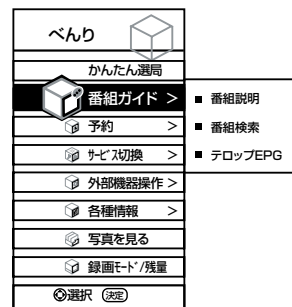 べんり
かんたん選局
番組ガイド >
予約 >
サービス切換 >
外部機器操作 >
各種情報 >
写真を見る
録画モード/残量
選択 決定
■ 番組説明
■ 番組検索
■ テロップEPG